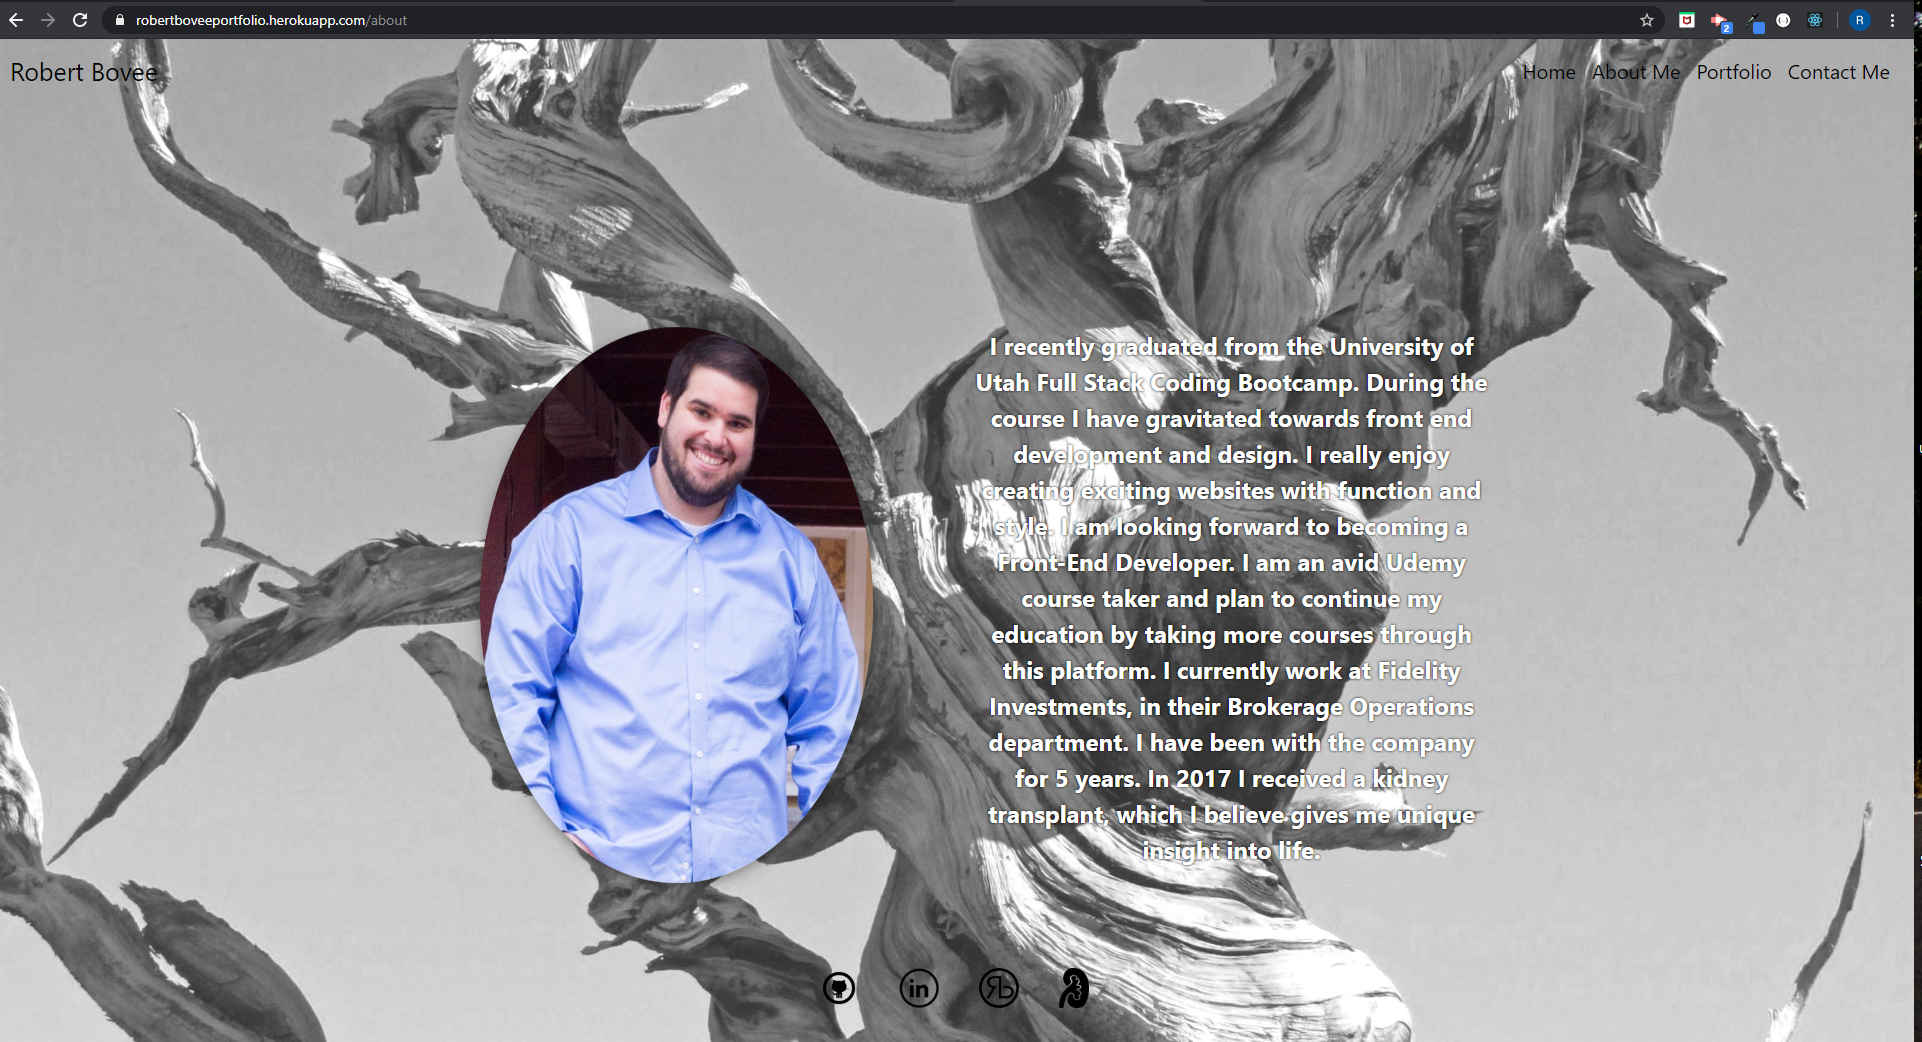 robertboveeportfolio.herokuapp.com/about
2
R
Robert Bovee
Home About Me Portfolio Contact Me
I recently graduated from the University of
Utah Full Stack Coding Bootcamp. During the
course I have gravitated towards front end
development and design. I really enjoy
creating exciting websites with function and
style. I am looking forward to becoming a
Front-End Developer. I am an avid Udemy
course taker and plan to continue my
education by taking more courses through
this platform. I currently work at Fidelity
Investments, in their Brokerage Operations
department. I have been with the company
for 5 years. In 2017 I received a kidney
transplant, which I believe gives me unique
insight into life.
in
Rb